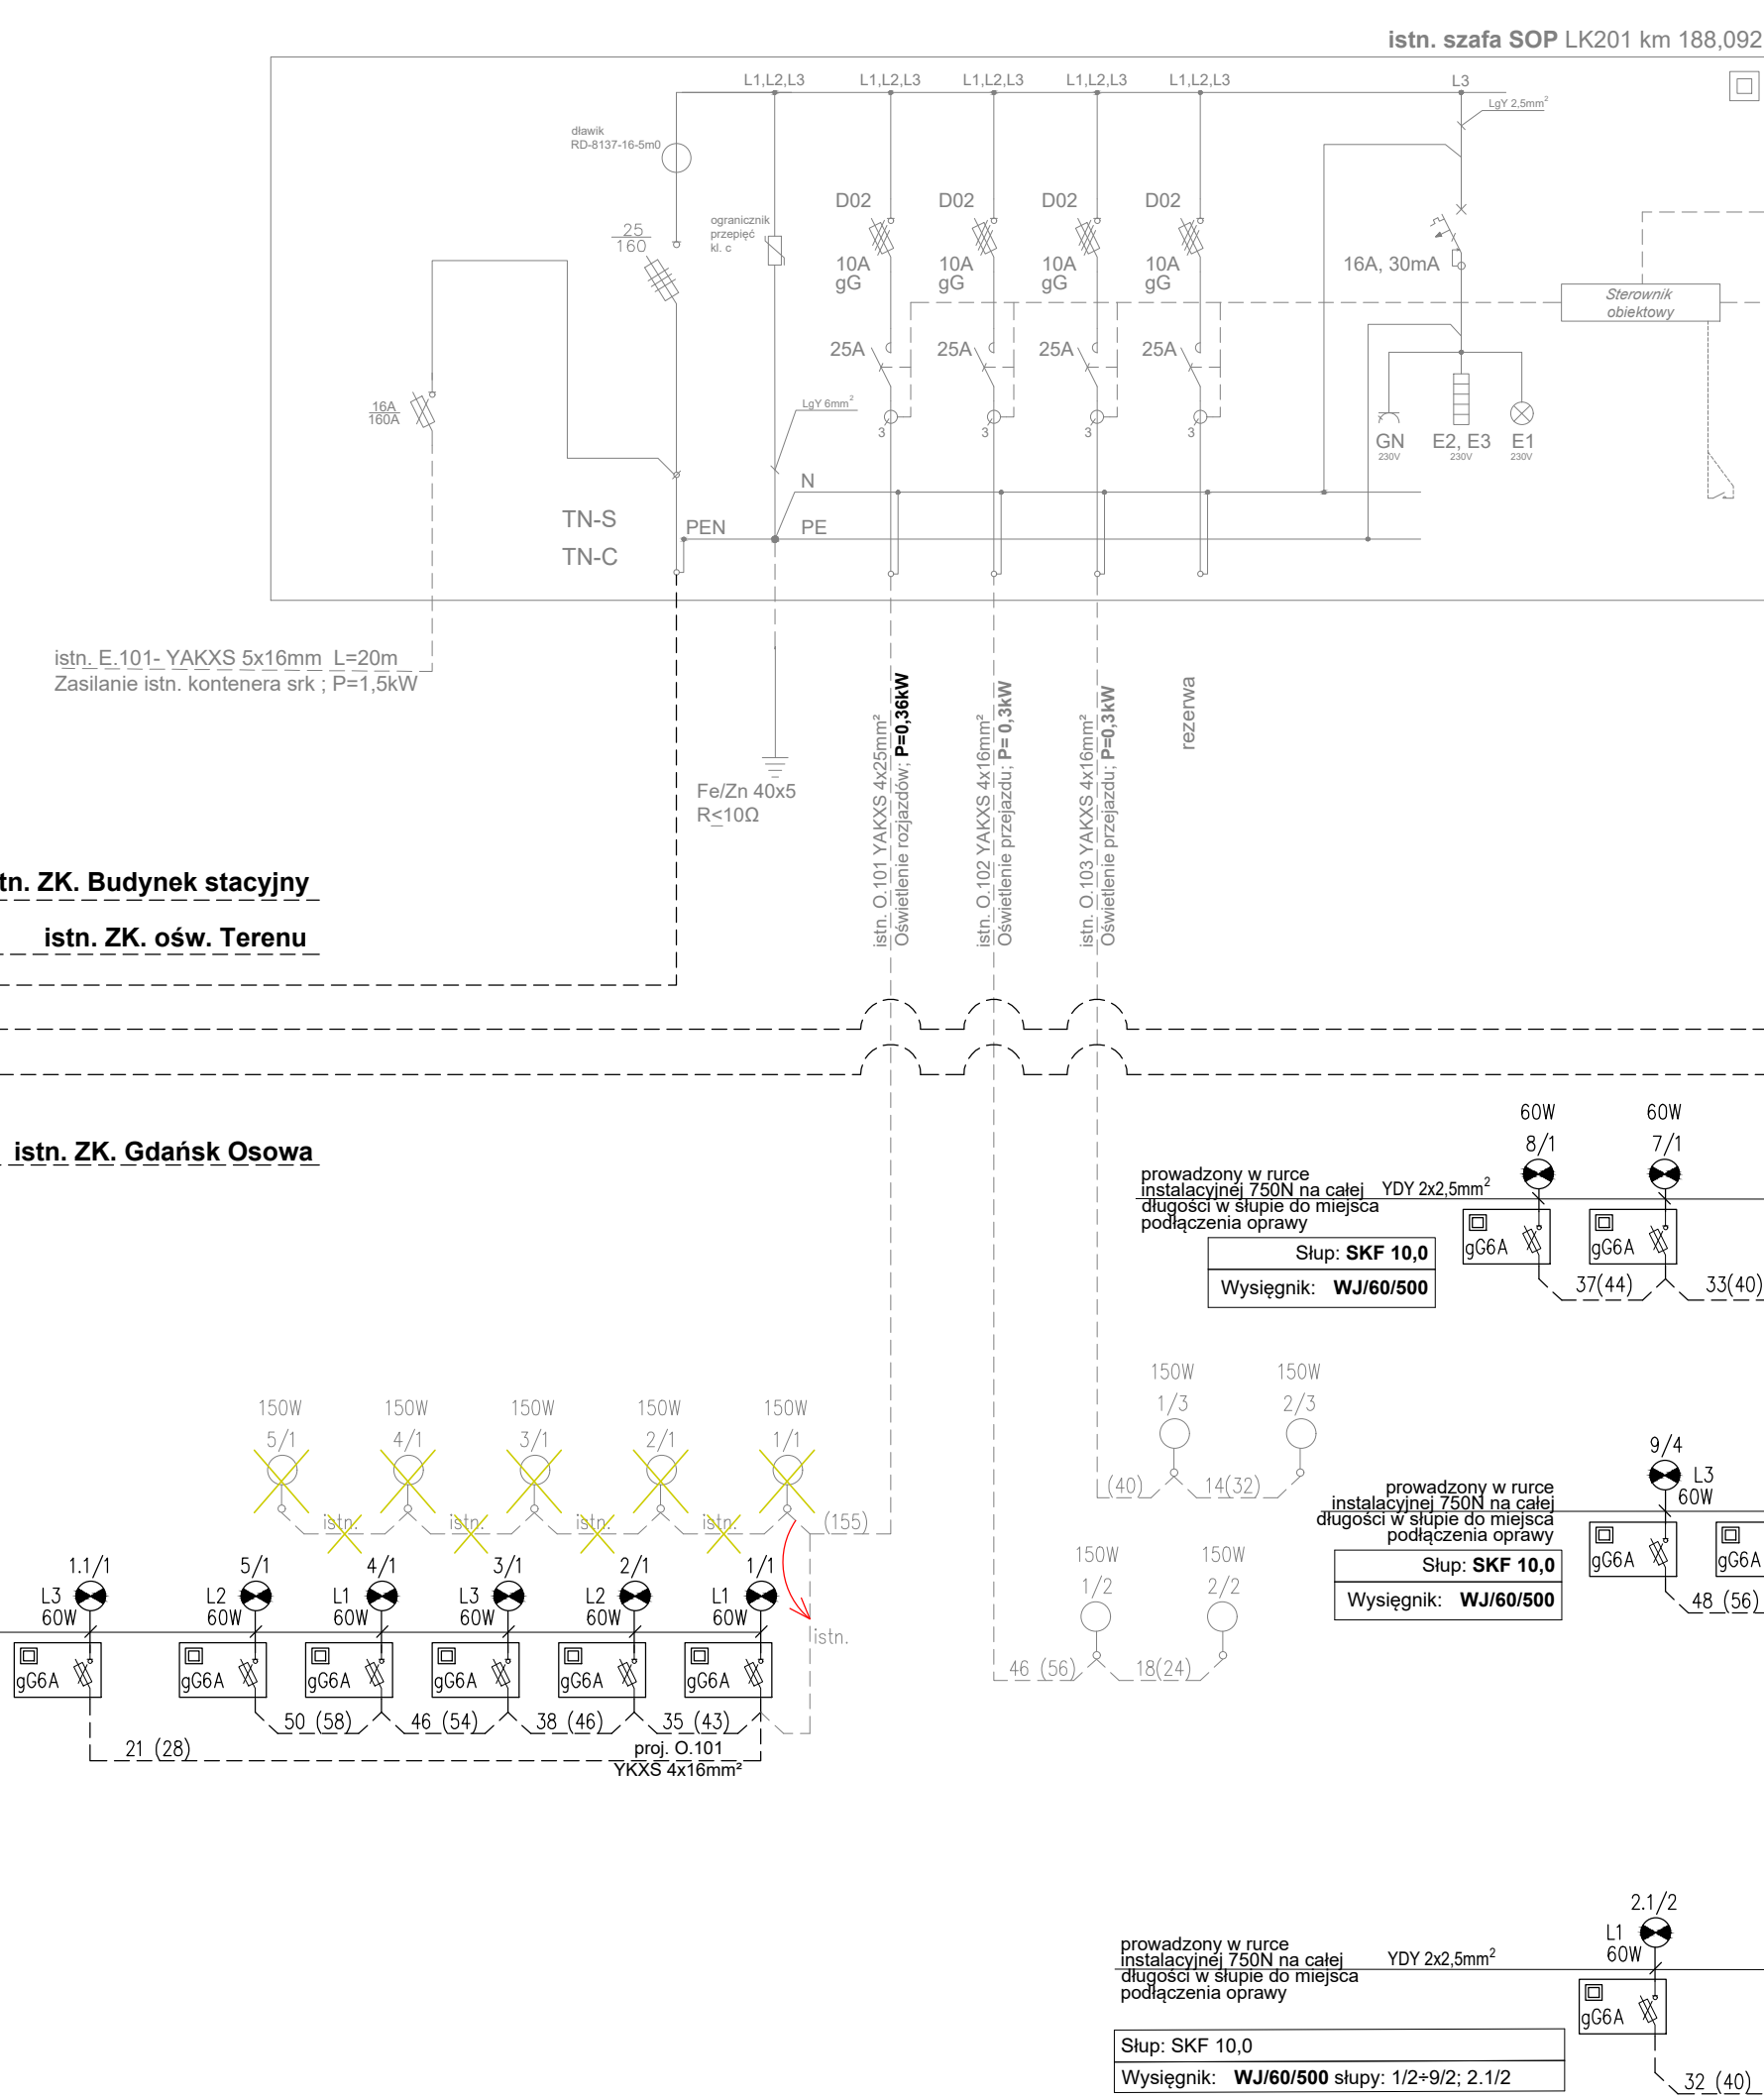 istn. szafa SOP LK201 km 188,092
L1,L2,L3
L1,L2,L3
L1,L2,L3
L1,L2,L3
L1,L2,L3
L3
LgY 2,5mm²
dławik
RD-8137-16-5m0
25
160
ogranicznik
przepięć
kl. c
D02
D02
D02
D02
10A
gG
10A
gG
10A
gG
10A
gG
16A, 30mA
Sterownik
obiektowy
25A
25A
25A
25A
16A
160A
LgY 6mm²
3
3
3
3
GN
230V
E2, E3
230V
E1
230V
N
TN-S
PEN
PE
TN-C
istn. E.101- YAKXS 5x16mm L=20m
Zasilanie istn. kontenera srk ; P=1,5kW
Fe/Zn 40x5
R≤10Ω
istn. O.101 YAKXS 4x25mm²
Oświetlenie rozjazdów; P=0,36kW
istn. O.102 YAKXS 4x16mm²
Oświetlenie przejazdu; P= 0,3kW
istn. O.103 YAKXS 4x16mm²
Oświetlenie przejazdu; P=0,3kW
rezerwa
tn. ZK. Budynek stacyjny
istn. ZK. ośw. Terenu
istn. ZK. Gdańsk Osowa
60W
60W
8/1
7/1
prowadzony w rurce
instalacyjnej 750N na całej
długości w słupie do miejsca
podłączenia oprawy
YDY 2x2,5mm²
gG6A
gG6A
Słup: SKF 10,0
Wysięgnik: WJ/60/500
37(44)
33(40)
150W
150W
1/3
2/3
(40)
14(32)
150W
150W
150W
150W
150W
5/1
4/1
3/1
2/1
1/1
istn.
istn.
istn.
istn.
(155)
9/4
L3
60W
prowadzony w rurce
instalacyjnej 750N na całej
długości w słupie do miejsca
podłączenia oprawy
gG6A
gG6A
Słup: SKF 10,0
Wysięgnik: WJ/60/500
48 (56)
150W
150W
1/2
2/2
46 (56)
18(24)
1.1/1
5/1
4/1
3/1
2/1
1/1
L3
60W
L2
60W
L1
60W
L3
60W
L2
60W
L1
60W
istn.
gG6A
gG6A
gG6A
gG6A
gG6A
gG6A
50 (58)
46 (54)
38 (46)
35 (43)
21 (28)
proj. O.101
YKXS 4x16mm²
2.1/2
L1
60W
prowadzony w rurce
instalacyjnej 750N na całej
długości w słupie do miejsca
podłączenia oprawy
YDY 2x2,5mm²
gG6A
Słup: SKF 10,0
Wysięgnik: WJ/60/500 słupy: 1/2÷9/2; 2.1/2
32 (40)